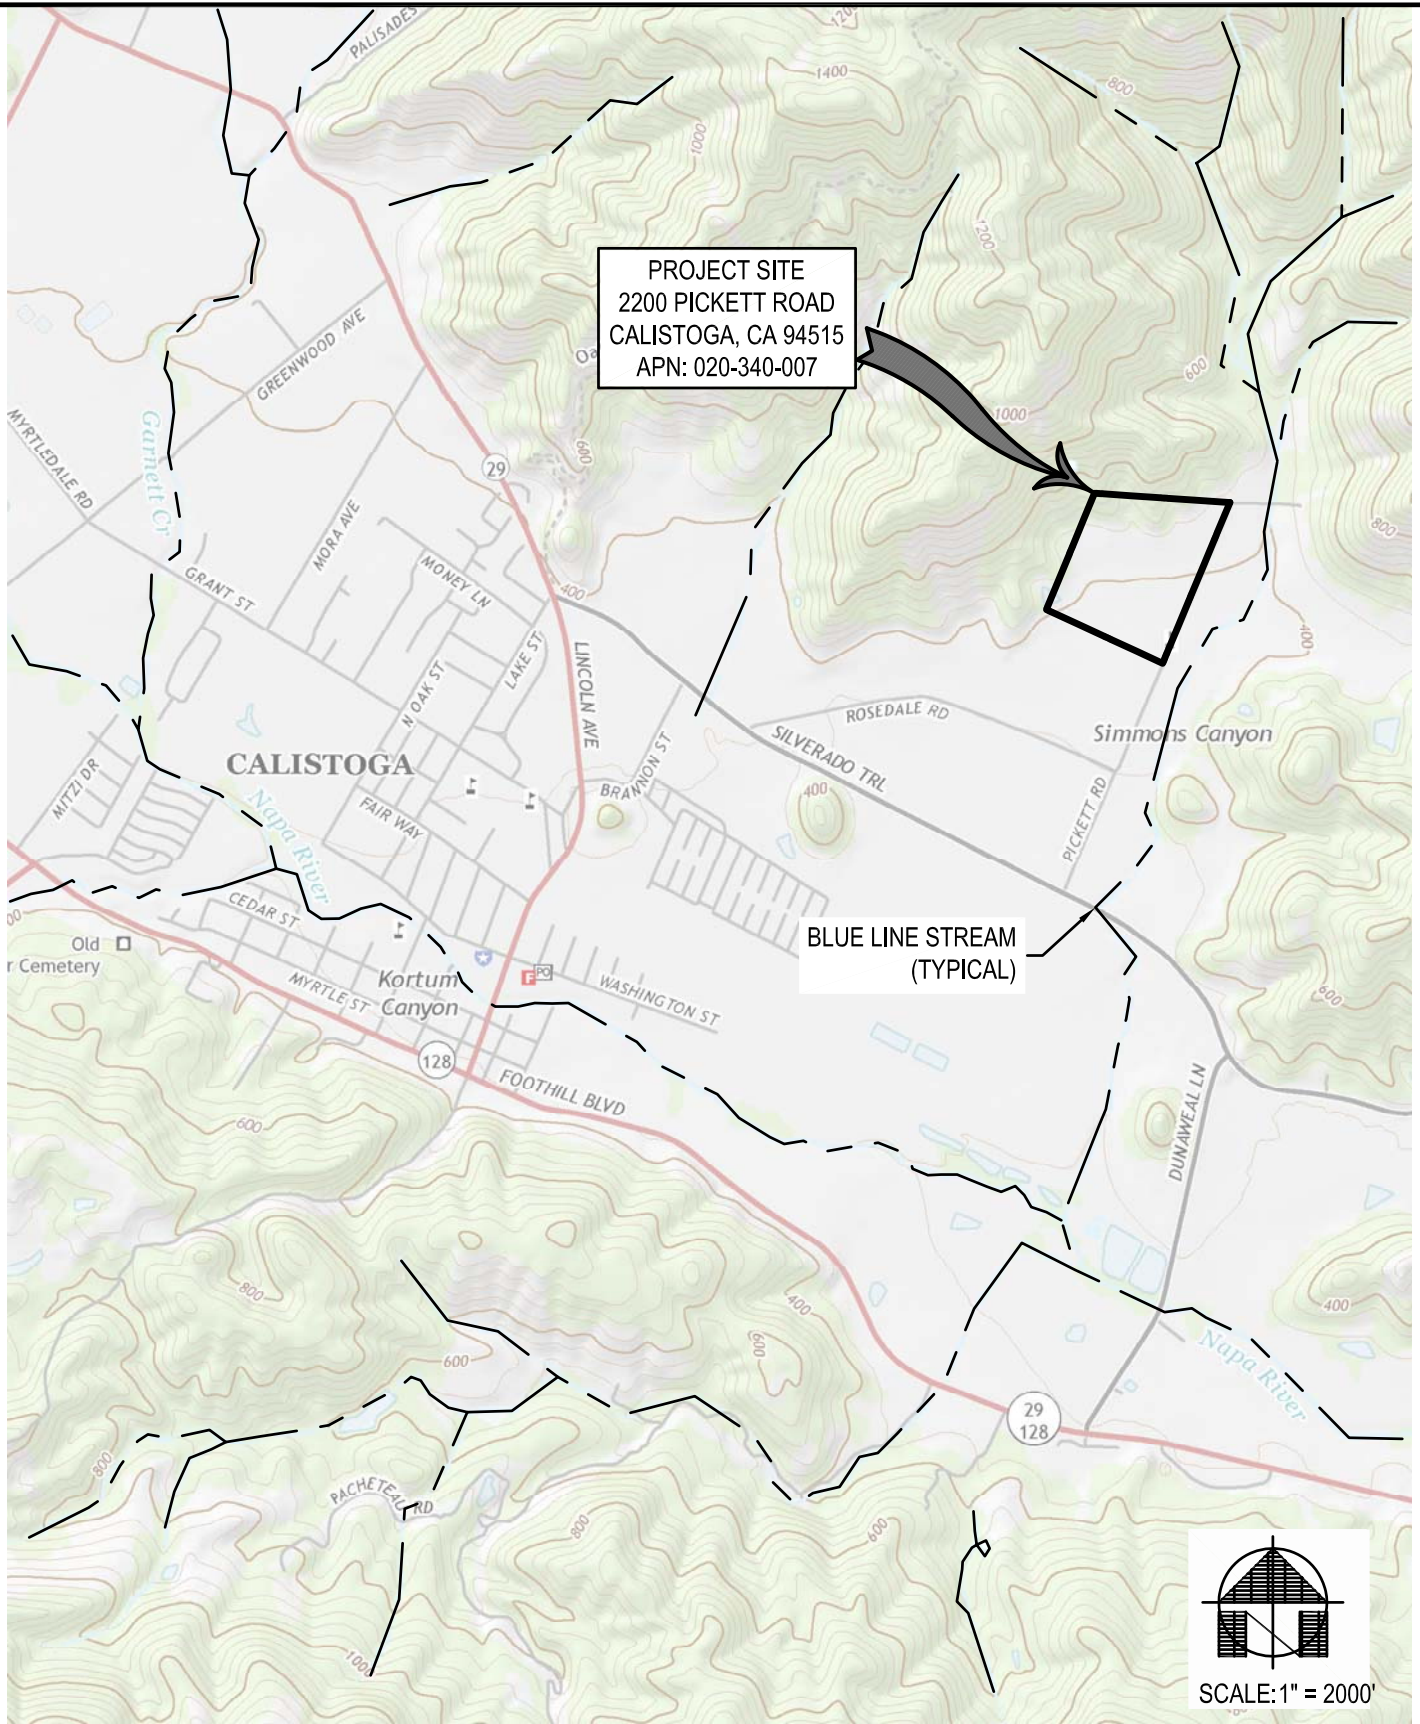 PALISADES
1200
1400
800
1000
1200
PROJECT SITE
2200 PICKETT ROAD
CALISTOGA, CA 94515
APN: 020-340-007
Oa
GREENWOOD AVE
600
MYRTLEDALE RD
Garnett Cr
1000
600
29
MORA AVE
800
GRANT ST
MONEY LN
400
LAKE ST
400
LINCOLN AVE
N OAK ST
ROSEDALE RD
SILVERADO TRL
Simmons Canyon
CALISTOGA
MITZI DR
BRANNON ST
400
Napa River
FAIR WAY
PICKETT RD
CEDAR ST
BLUE LINE STREAM
(TYPICAL)
Old
r Cemetery
Kortum
Canyon
PO
F
MYRTLE ST
WASHINGTON ST
600
128
FOOTHILL BLVD
DUNAWEAL LN
600
800
400
400
600
600
Napa River
29
128
800
PACHETEAU RD
800
600
1000
SCALE: 1" = 2000'